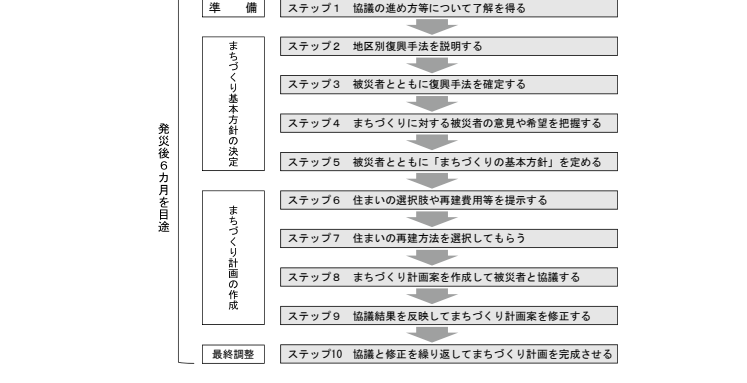 発災後６カ月を目途
準　備
ステップ１　協議の進め方等について了解を得る
まちづくり基本方針の決定
ステップ２　地区別復興手法を説明する
ステップ３　被災者とともに復興手法を確定する
ステップ４　まちづくりに対する被災者の意見や希望を把握する
ステップ５　被災者とともに「まちづくりの基本方針」を定める
まちづくり計画の作成
ステップ６　住まいの選択肢や再建費用等を提示する
ステップ７　住まいの再建方法を選択してもらう
ステップ８　まちづくり計画案を作成して被災者と協議する
ステップ９　協議結果を反映してまちづくり計画案を修正する
最終調整
ステップ10　協議と修正を繰り返してまちづくり計画を完成させる